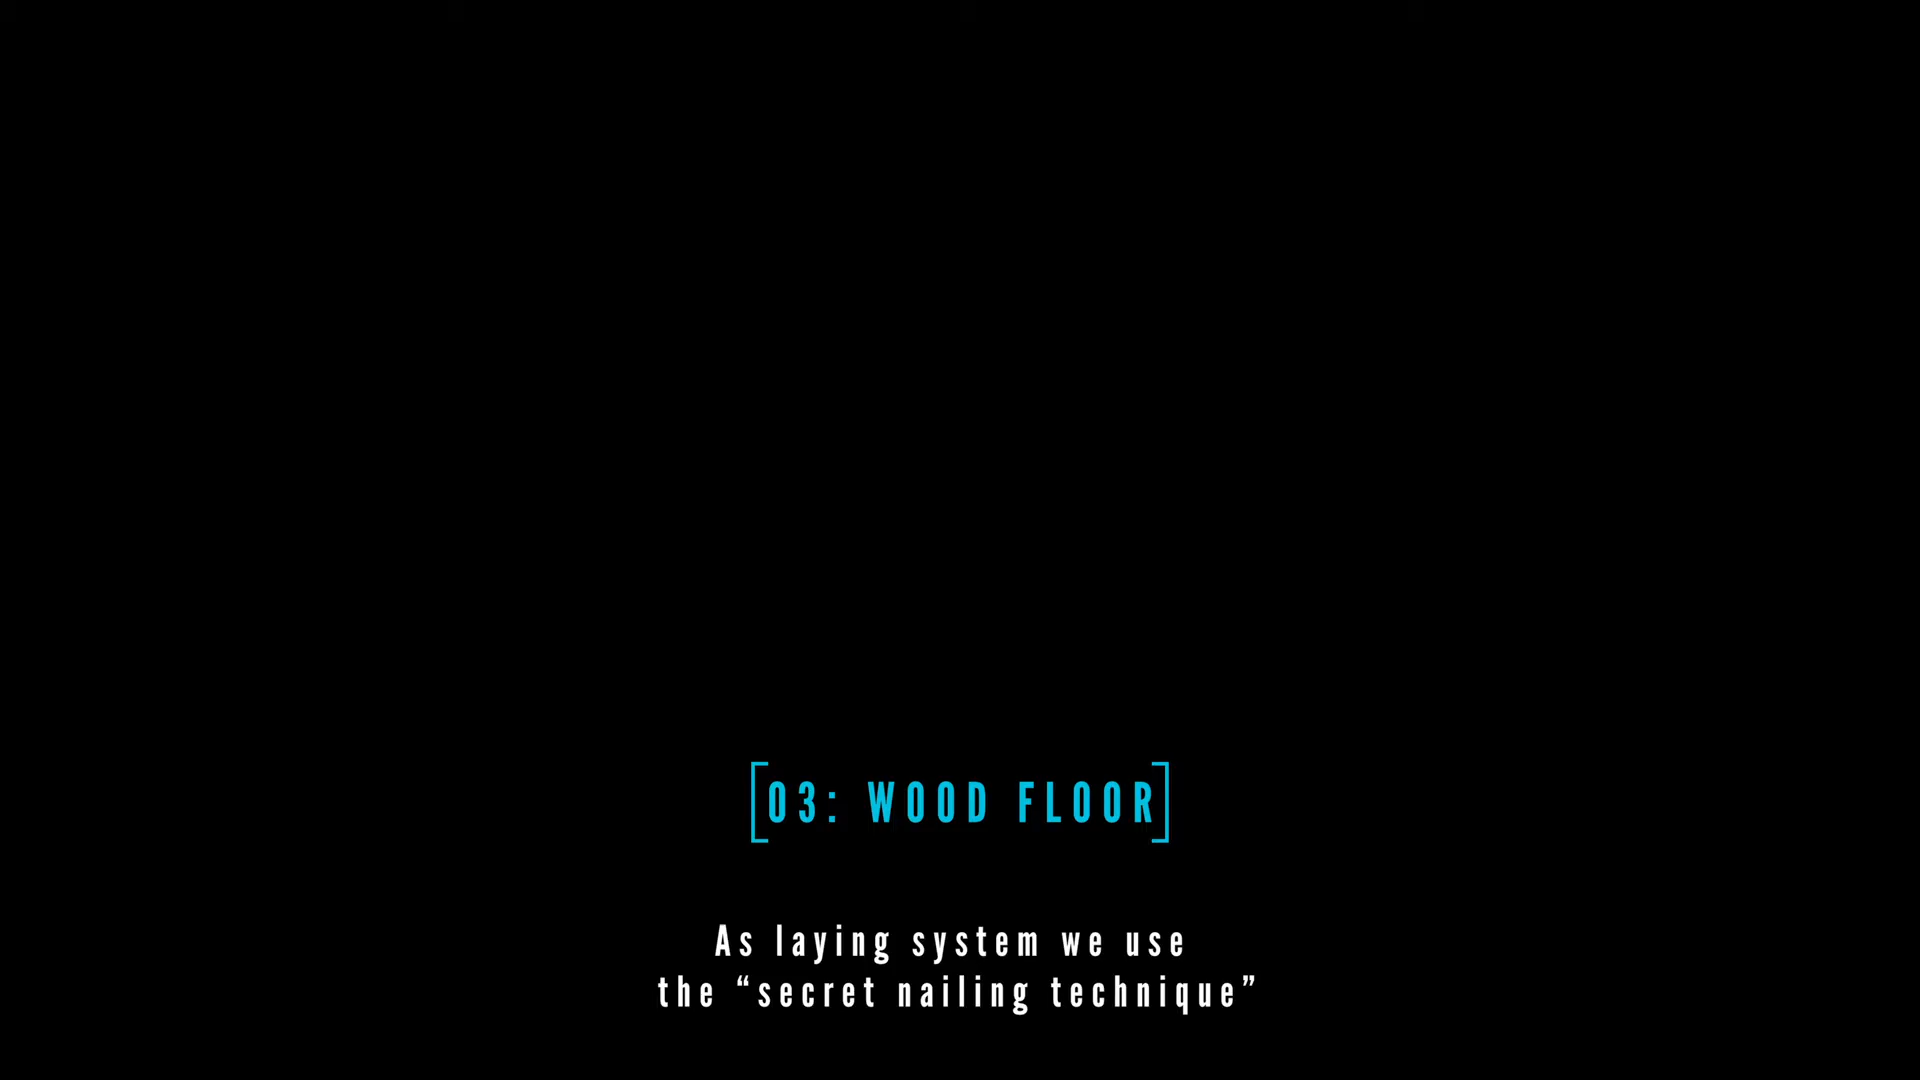 [03: WOOD FLOOR]
As laying system we use
the “secret nailing technique”